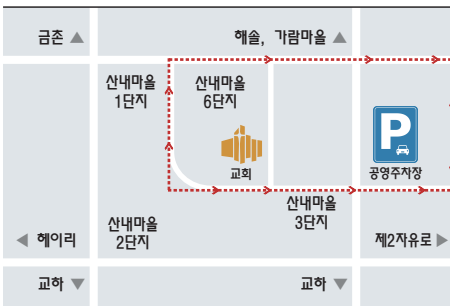 금촌 ▲
해솔, 가람마을 ▲
산내마을
1단지
산내마을
6단지
P
교회
공영주차장
산내마을
2단지
산내마을
3단지
◀ 헤이리
제2자유로 ▶
교하 ▼
교하 ▼